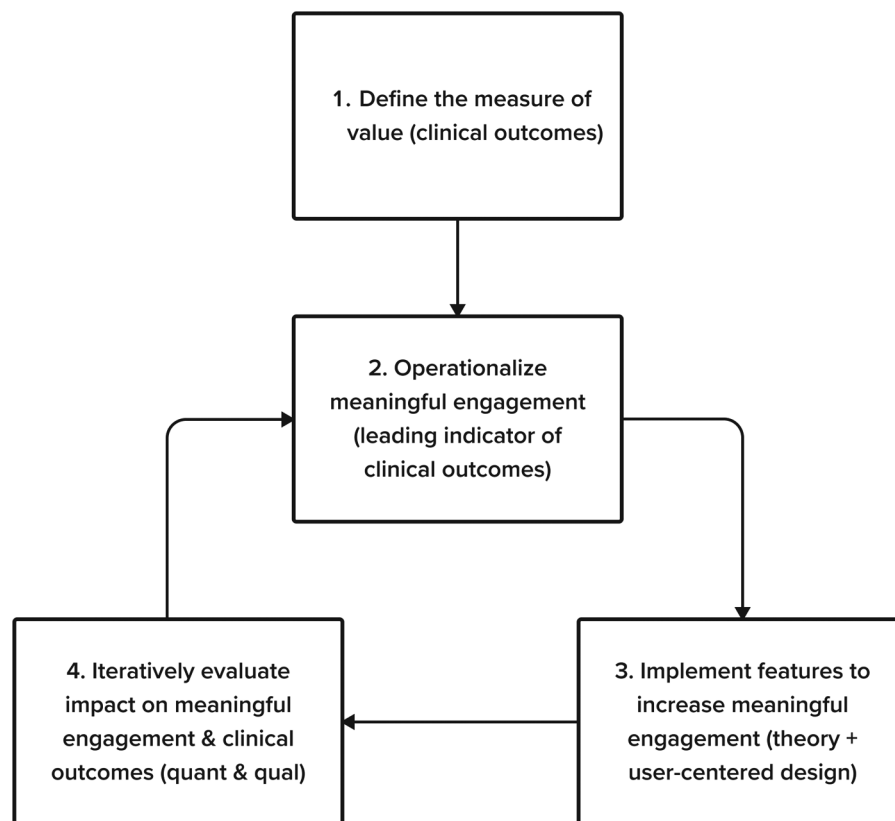 1. Define the measure of
value (clinical outcomes)
2. Operationalize
meaningful engagement
(leading indicator of
clinical outcomes)
4. Iteratively evaluate
impact on meaningful
engagement & clinical
outcomes (quant & qual)
3. Implement features to
increase meaningful
engagement (theory +
user-centered design)